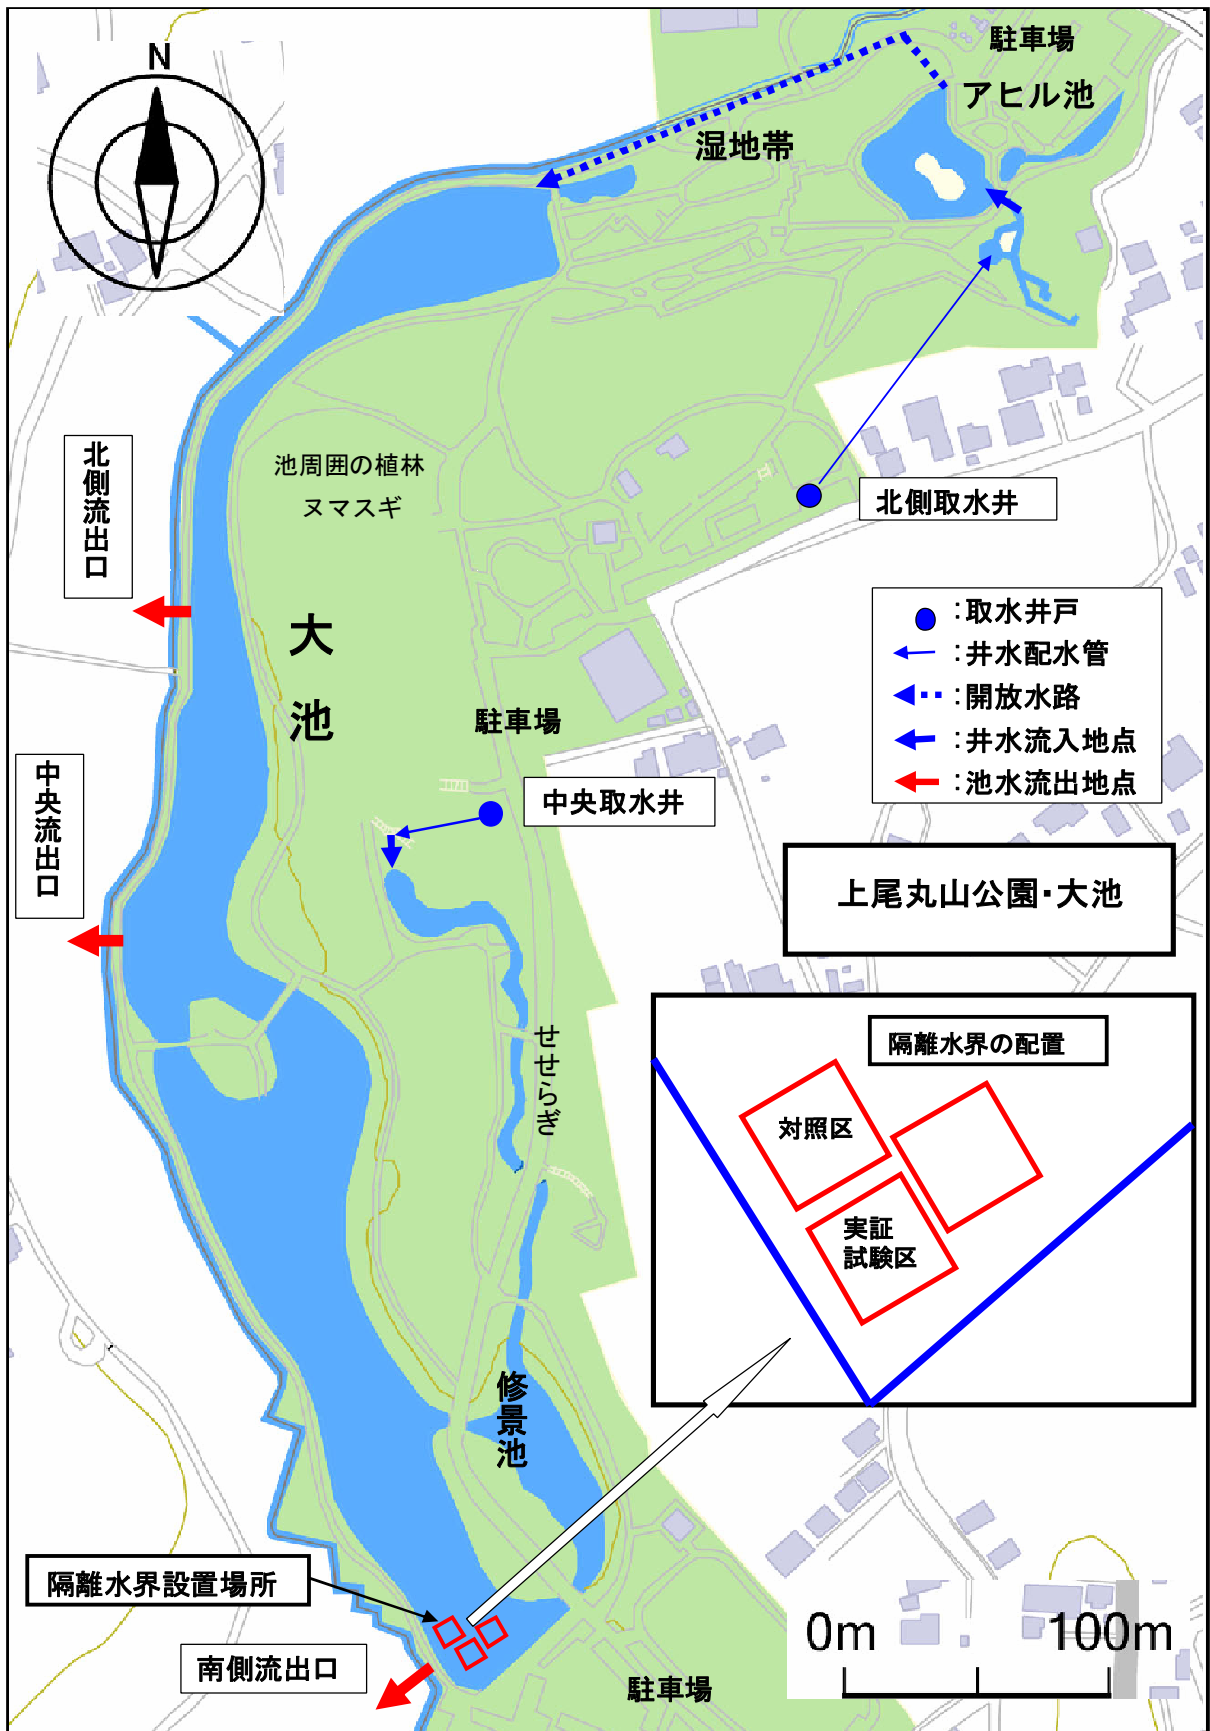 N
駐車場
アヒル池
湿地帯
北側流出口
池周囲の植林
ヌマスギ
北側取水井
大池
:取水井戸
:井水配水管
:開放水路
:井水流入地点
:池水流出地点
駐車場
中央流出口
中央取水井
上尾丸山公園・大池
せせらぎ
隔離水界の配置
対照区
実証
試験区
修景池
隔離水界設置場所
南側流出口
駐車場
0m 100m